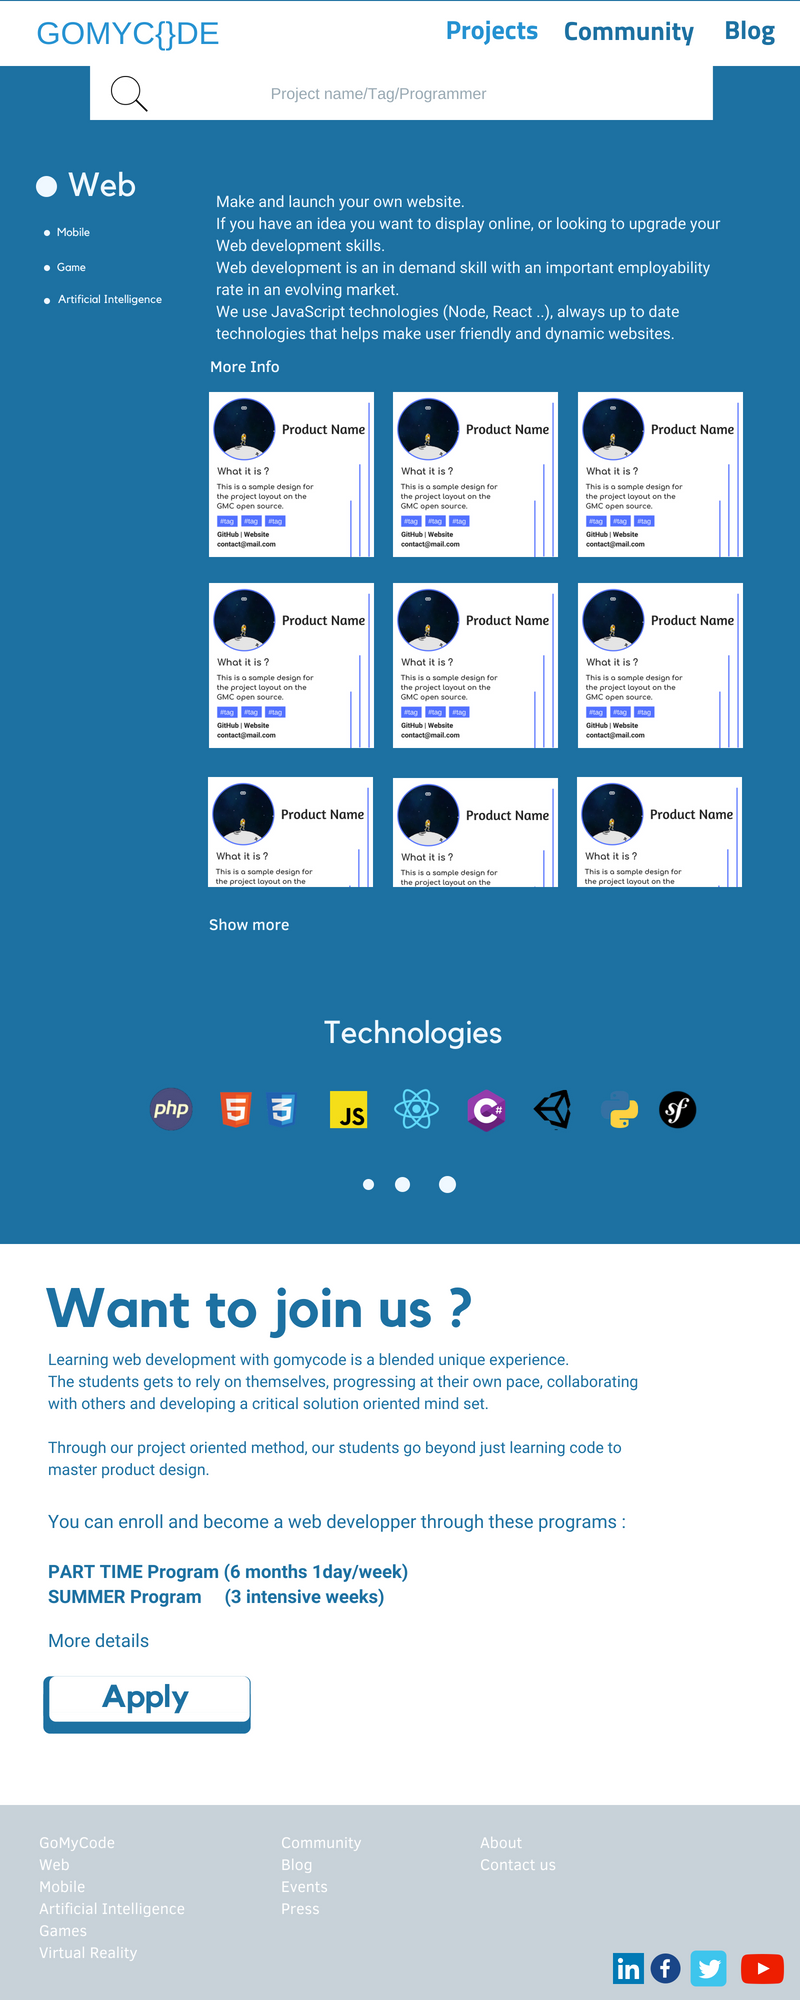 GOMYC{}DE
Projects
Community
Blog
Project name/Tag/Programmer
Web
Mobile
Game
Artificial Intelligence
Make and launch your own website.
If you have an idea you want to display online, or looking to upgrade your
Web development skills.
Web development is an in demand skill with an important employability
rate in an evolving market.
We use JavaScript technologies (Node, React ..), always up to date
technologies that helps make user friendly and dynamic websites.
More Info
Product Name
What it is ?
This is a sample design for
the project layout on the
GMC open source.
#tag #tag #tag
GitHub | Website
contact@mail.com
Product Name
What it is ?
This is a sample design for
the project layout on the
GMC open source.
#tag #tag #tag
GitHub | Website
contact@mail.com
Product Name
What it is ?
This is a sample design for
the project layout on the
GMC open source.
#tag #tag #tag
GitHub | Website
contact@mail.com
Product Name
What it is ?
This is a sample design for
the project layout on the
GMC open source.
#tag #tag #tag
GitHub | Website
contact@mail.com
Product Name
What it is ?
This is a sample design for
the project layout on the
GMC open source.
#tag #tag #tag
GitHub | Website
contact@mail.com
Product Name
What it is ?
This is a sample design for
the project layout on the
GMC open source.
#tag #tag #tag
GitHub | Website
contact@mail.com
Product Name
What it is ?
This is a sample design for
the project layout on the
Product Name
What it is ?
This is a sample design for
the project layout on the
Product Name
What it is ?
This is a sample design for
the project layout on the
Show more
Technologies
php 5 3 JS C# sf
Want to join us ?
Learning web development with gomycode is a blended unique experience.
The students gets to rely on themselves, progressing at their own pace, collaborating
with others and developing a critical solution oriented mind set.
Through our project oriented method, our students go beyond just learning code to
master product design.
You can enroll and become a web developper through these programs :
PART TIME Program (6 months 1day/week)
SUMMER Program (3 intensive weeks)
More details
Apply
GoMyCode
Web
Mobile
Artificial Intelligence
Games
Virtual Reality
Community
Blog
Events
Press
About
Contact us
in f